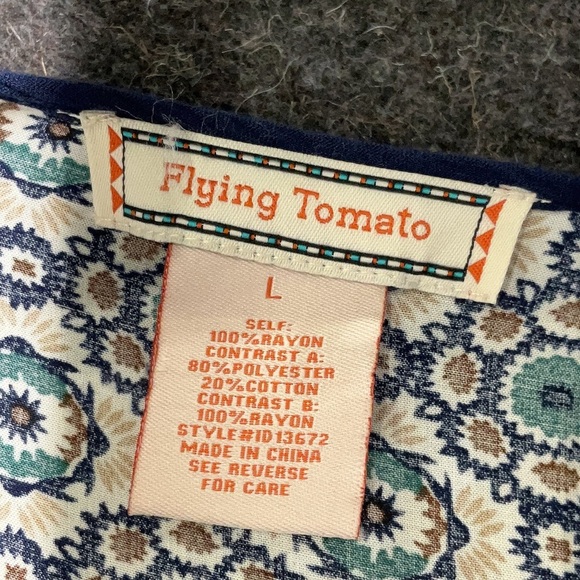 Flying Tomato
L
SELF:
100%RAYON
CONTRAST A:
80%POLYESTER
20%COTTON
CONTRAST B:
100%RAYON
STYLE#ID13672
MADE IN CHINA
SEE REVERSE
FOR CARE